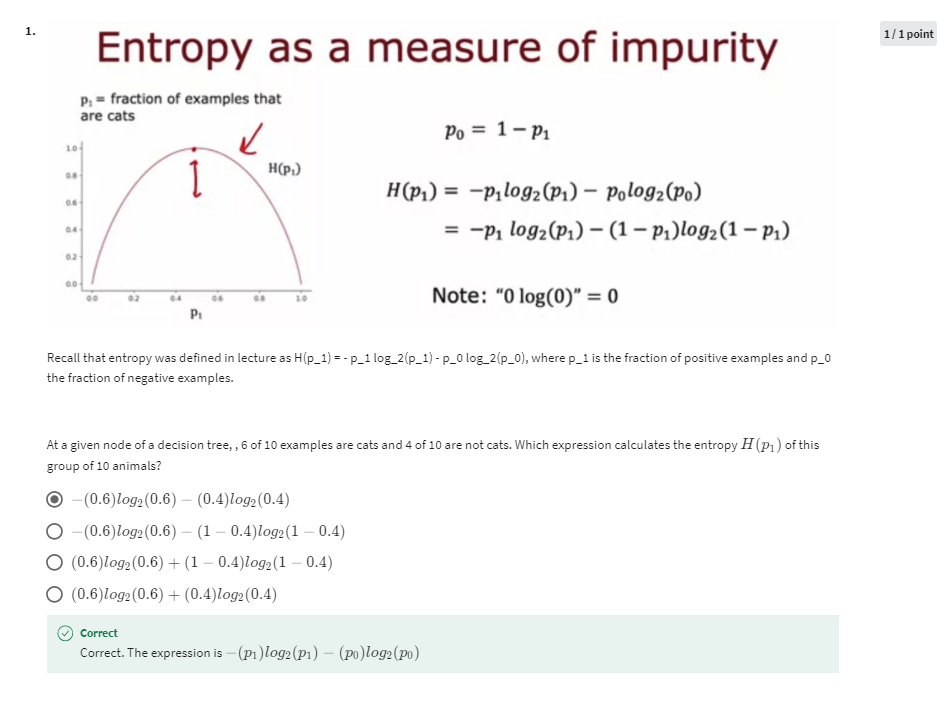 1.
1 / 1 point
Entropy as a measure of impurity
p₁ = fraction of examples that
are cats
p₀ = 1 − p₁
1.0
0.8
0.6
0.4
0.2
0.0
H(p₁)
0.0 0.2 0.4 0.6 0.8 1.0
p₁
H(p₁) = −p₁log₂(p₁) − p₀log₂(p₀)
= −p₁ log₂(p₁) − (1 − p₁)log₂(1 − p₁)
Note: “0 log(0)” = 0
Recall that entropy was defined in lecture as H(p_1) = - p_1 log_2(p_1) - p_0 log_2(p_0), where p_1 is the fraction of positive examples and p_0
the fraction of negative examples.
At a given node of a decision tree, , 6 of 10 examples are cats and 4 of 10 are not cats. Which expression calculates the entropy H(p₁) of this
group of 10 animals?
−(0.6)log₂(0.6) − (0.4)log₂(0.4)
−(0.6)log₂(0.6) − (1 − 0.4)log₂(1 − 0.4)
(0.6)log₂(0.6) + (1 − 0.4)log₂(1 − 0.4)
(0.6)log₂(0.6) + (0.4)log₂(0.4)
Correct
Correct. The expression is −(p₁)log₂(p₁) − (p₀)log₂(p₀)